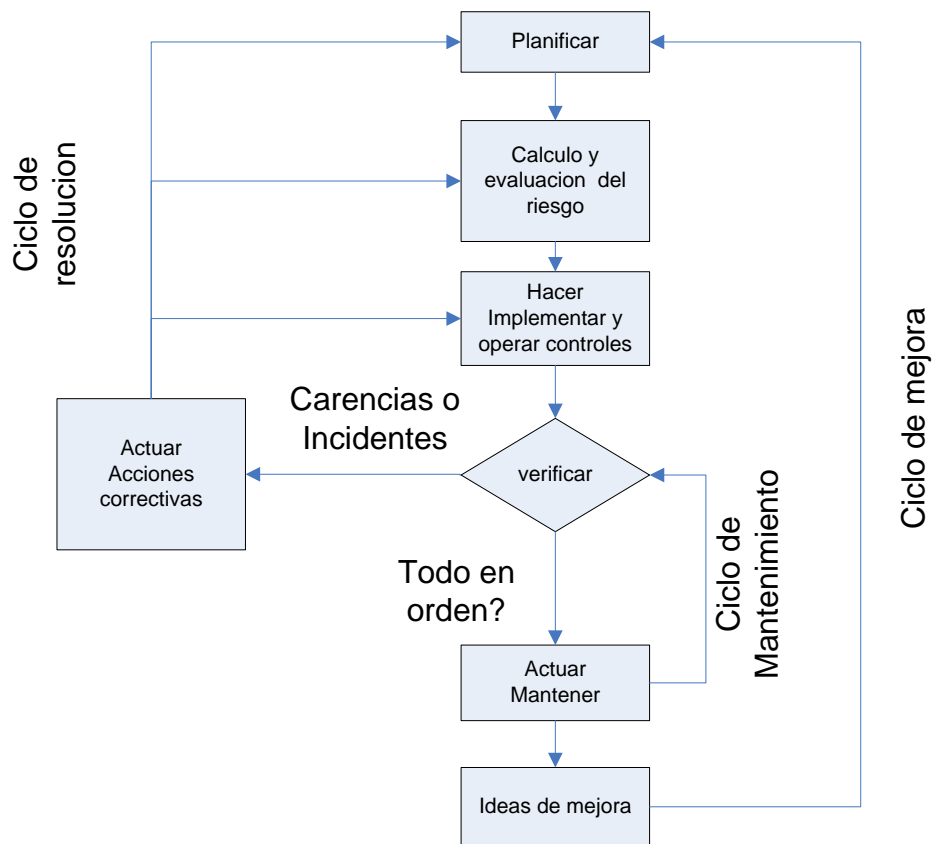 Planificar
Calculo y
evaluacion del
riesgo
Ciclo de
resolucion
Hacer
Implementar y
operar controles
Carencias o
Incidentes
Actuar
Acciones
correctivas
verificar
Ciclo de
Mantenimiento
Ciclo de mejora
Todo en
orden?
Actuar
Mantener
Ideas de mejora